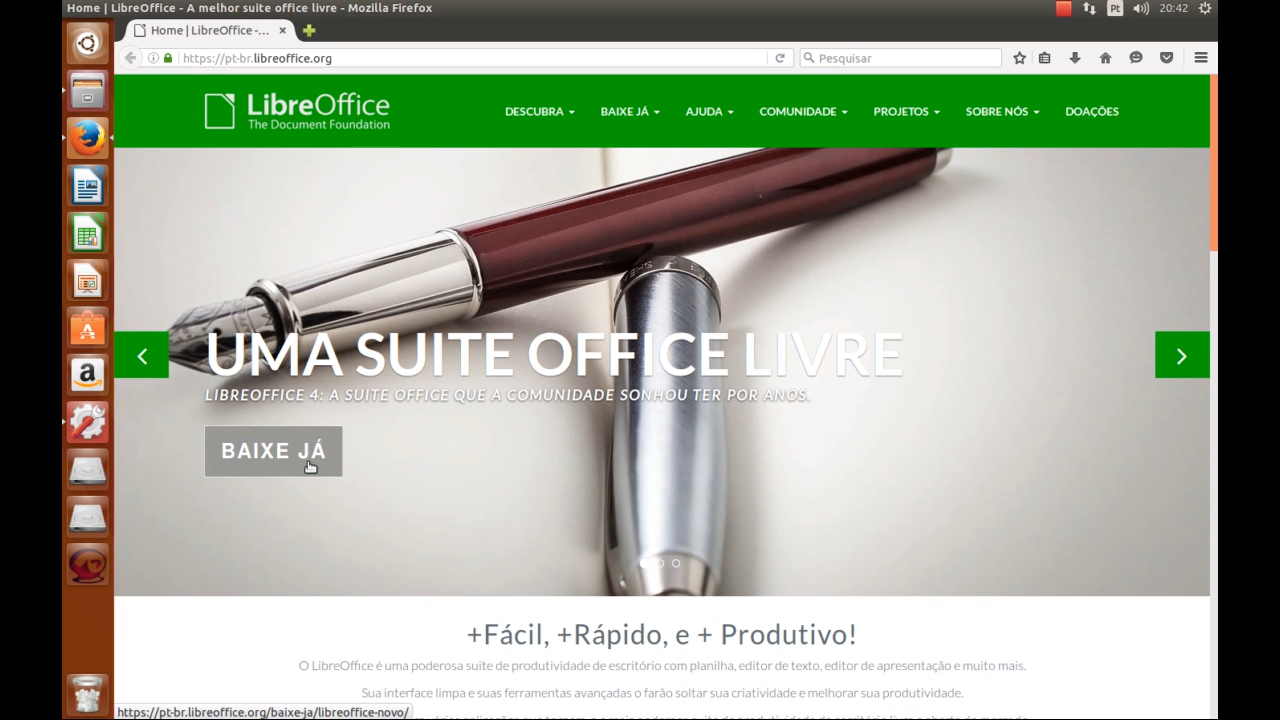 Home | LibreOffice - A melhor suite office livre - Mozilla Firefox
Pt
20:42
Home | LibreOffice -...
https://pt-br.libreoffice.org
Pesquisar
LibreOffice
The Document Foundation
DESCUBRA
BAIXE JÁ
AJUDA
COMUNIDADE
PROJETOS
SOBRE NÓS
DOAÇÕES
UMA SUITE OFFICE LIVRE
LIBREOFFICE 4: A SUITE OFFICE QUE A COMUNIDADE SONHOU TER POR ANOS.
BAIXE JÁ
+Fácil, +Rápido, e + Produtivo!
O LibreOffice é uma poderosa suite de produtividade de escritório com planilha, editor de texto, editor de apresentação e muito mais.
Sua interface limpa e suas ferramentas avançadas o farão soltar sua criatividade e melhorar sua produtividade.
https://pt-br.libreoffice.org/baixe-ja/libreoffice-novo/